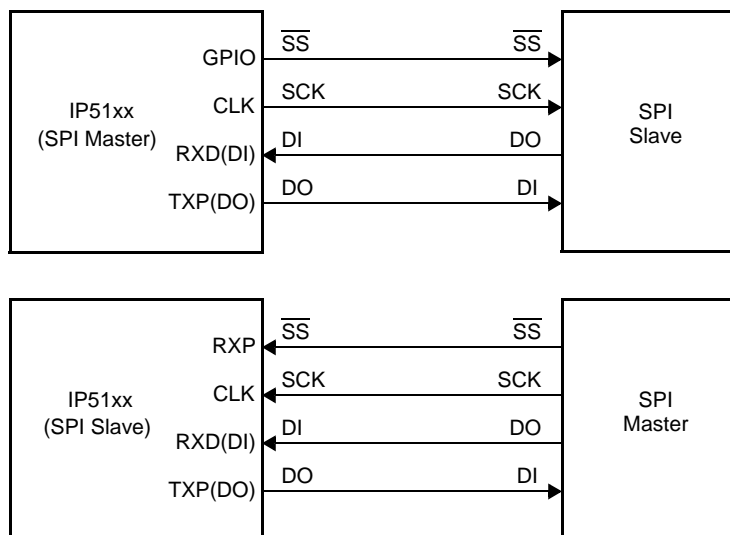 GPIO SS SS
CLK SCK SCK
IP51xx
(SPI Master)
RXD(DI) DI DO
TXP(DO) DO DI
SPI
Slave
RXP SS SS
CLK SCK SCK
IP51xx
(SPI Slave)
RXD(DI) DI DO
TXP(DO) DO DI
SPI
Master